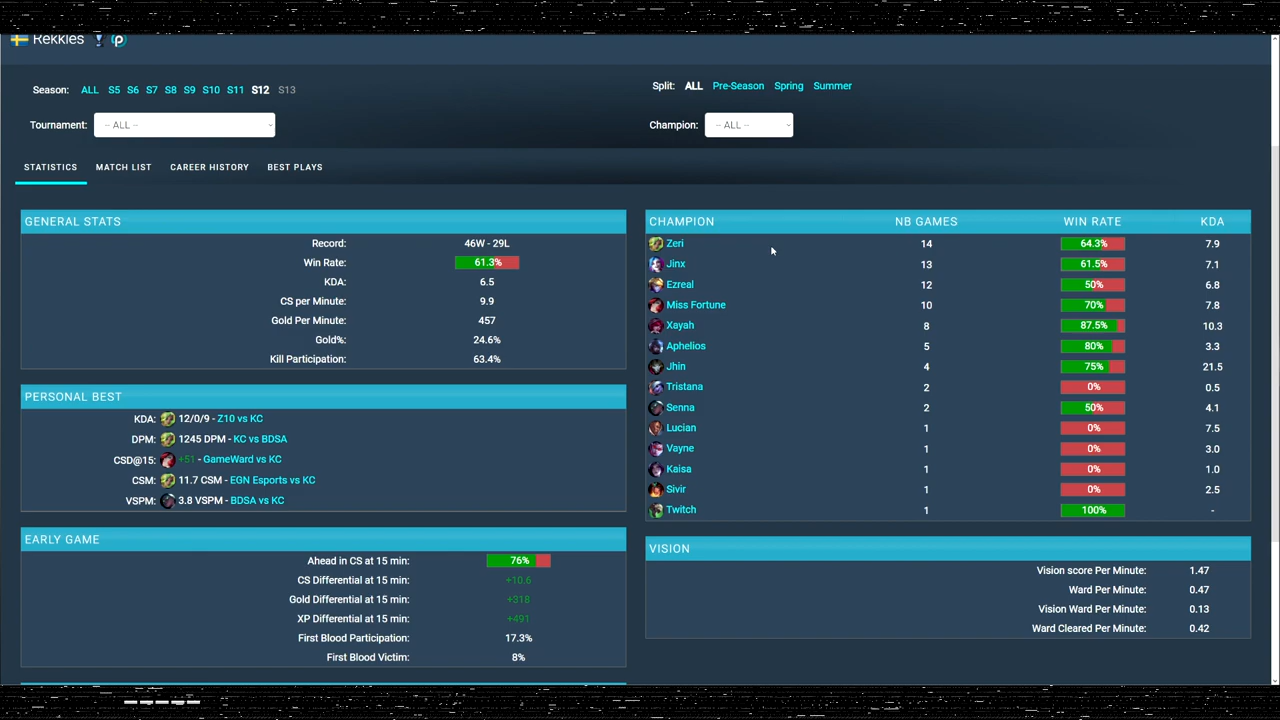 Rekkles
Season: ALL S5 S6 S7 S8 S9 S10 S11 S12 S13
Split: ALL Pre-Season Spring Summer
Tournament: -- ALL --
Champion: -- ALL --
STATISTICS MATCH LIST CAREER HISTORY BEST PLAYS
GENERAL STATS
Record: 46W - 29L
Win Rate: 61.3%
KDA: 6.5
CS per Minute: 9.9
Gold Per Minute: 457
Gold%: 24.6%
Kill Participation: 63.4%
PERSONAL BEST
KDA: 12/0/9 - Z10 vs KC
DPM: 1245 DPM - KC vs BDSA
CSD@15: +51 - GameWard vs KC
CSM: 11.7 CSM - EGN Esports vs KC
VSPM: 3.8 VSPM - BDSA vs KC
EARLY GAME
Ahead in CS at 15 min: 76%
CS Differential at 15 min: +10.6
Gold Differential at 15 min: +318
XP Differential at 15 min: +491
First Blood Participation: 17.3%
First Blood Victim: 8%
CHAMPION NB GAMES WIN RATE KDA
Zeri 14 64.3% 7.9
Jinx 13 61.5% 7.1
Ezreal 12 50% 6.8
Miss Fortune 10 70% 7.8
Xayah 8 87.5% 10.3
Aphelios 5 80% 3.3
Jhin 4 75% 21.5
Tristana 2 0% 0.5
Senna 2 50% 4.1
Lucian 1 0% 7.5
Vayne 1 0% 3.0
Kaisa 1 0% 1.0
Sivir 1 0% 2.5
Twitch 1 100% -
VISION
Vision score Per Minute: 1.47
Ward Per Minute: 0.47
Vision Ward Per Minute: 0.13
Ward Cleared Per Minute: 0.42